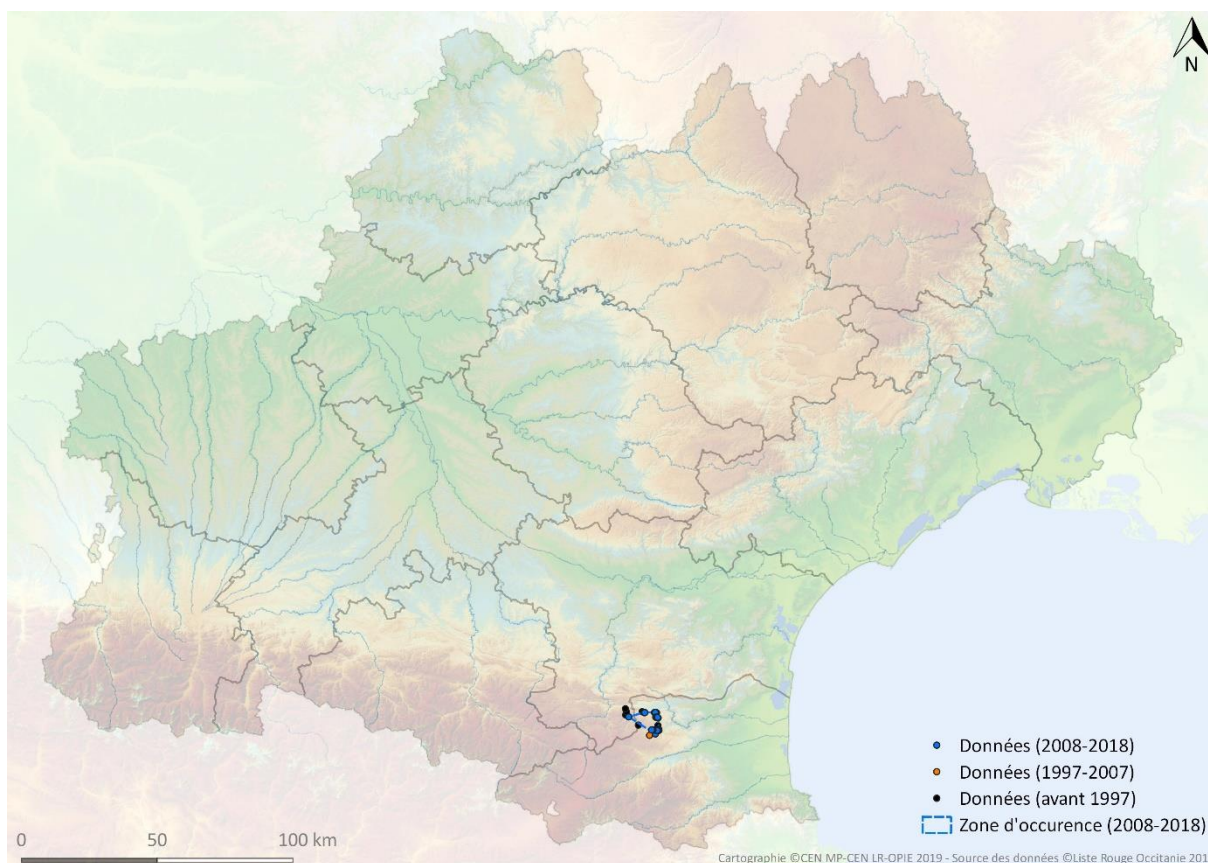 N
Données (2008-2018)
Données (1997-2007)
Données (avant 1997)
Zone d'occurence (2008-2018)
0 50 100 km
Cartographie ©CEN MP-CEN LR-OPIE 2019 - Source des données ©Liste Rouge Occitanie 201